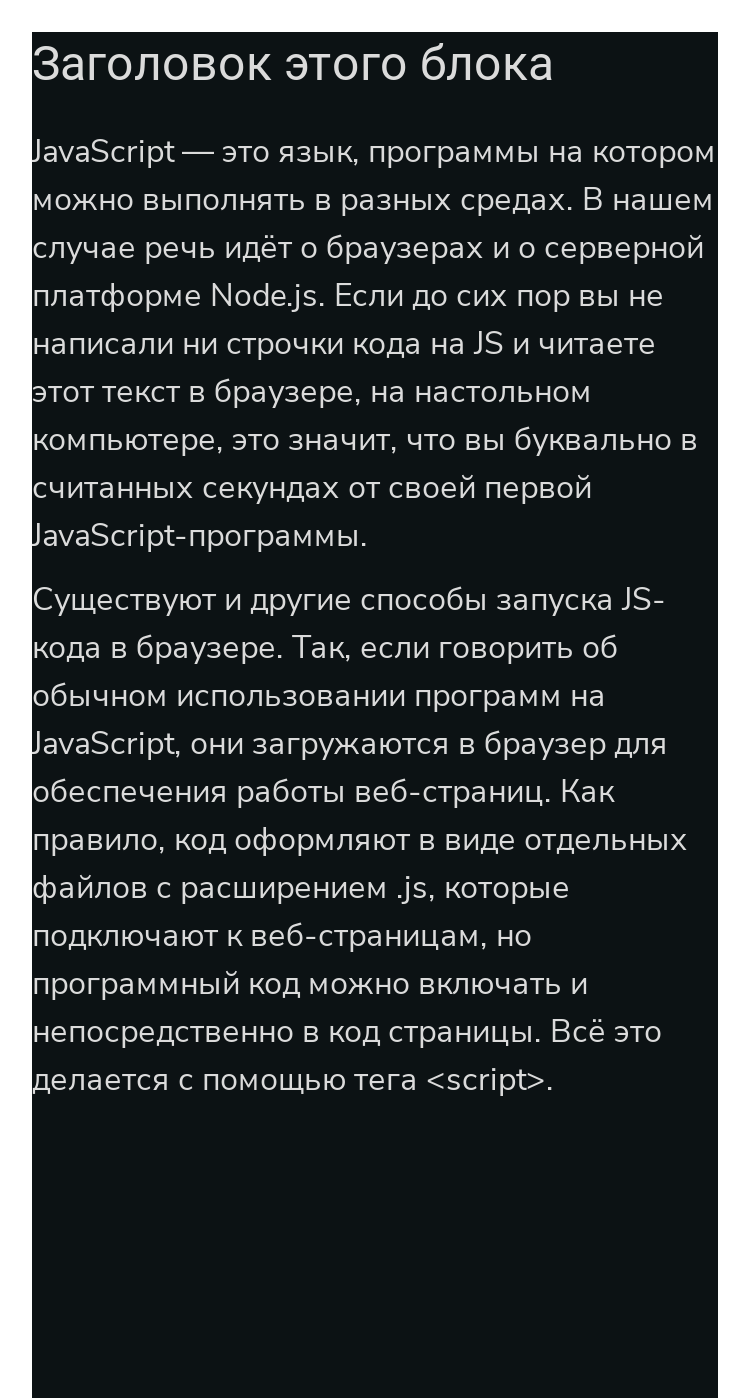 Заголовок этого блока
JavaScript — это язык, программы на котором
можно выполнять в разных средах. В нашем
случае речь идёт о браузерах и о серверной
платформе Node.js. Если до сих пор вы не
написали ни строчки кода на JS и читаете
этот текст в браузере, на настольном
компьютере, это значит, что вы буквально в
считанных секундах от своей первой
JavaScript-программы.
Существуют и другие способы запуска JS-
кода в браузере. Так, если говорить об
обычном использовании программ на
JavaScript, они загружаются в браузер для
обеспечения работы веб-страниц. Как
правило, код оформляют в виде отдельных
файлов с расширением .js, которые
подключают к веб-страницам, но
программный код можно включать и
непосредственно в код страницы. Всё это
делается с помощью тега <script>.